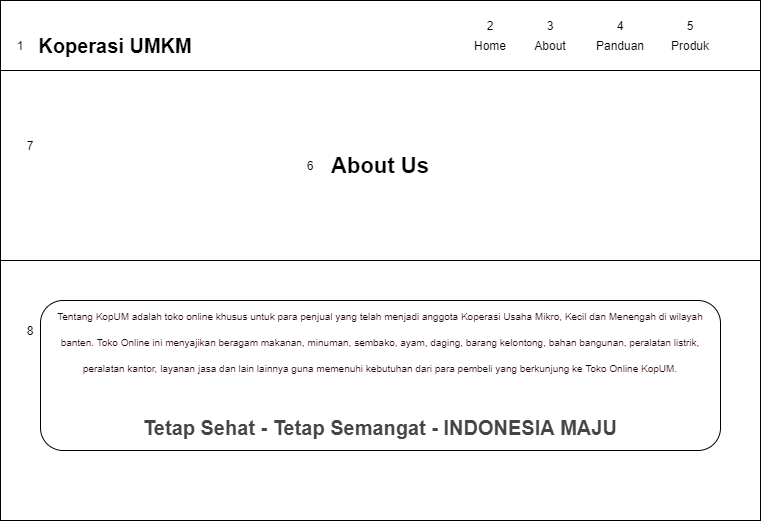 2 3 4 5
1 Koperasi UMKM Home About Panduan Produk
7
6 About Us
Tentang KopUM adalah toko online khusus untuk para penjual yang telah menjadi anggota Koperasi Usaha Mikro, Kecil dan Menengah di wilayah
8
banten. Toko Online ini menyajikan beragam makanan, minuman, sembako, ayam, daging, barang kelontong, bahan bangunan, peralatan listrik,
peralatan kantor, layanan jasa dan lain lainnya guna memenuhi kebutuhan dari para pembeli yang berkunjung ke Toko Online KopUM.
Tetap Sehat - Tetap Semangat - INDONESIA MAJU